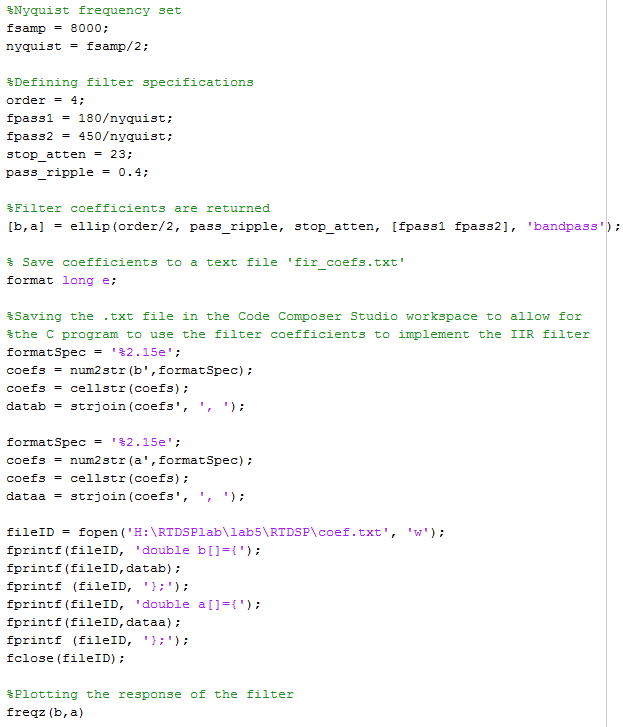 %Nyquist frequency set
fsamp = 8000;
nyquist = fsamp/2;
%Defining filter specifications
order = 4;
fpass1 = 180/nyquist;
fpass2 = 450/nyquist;
stop_atten = 23;
pass_ripple = 0.4;
%Filter coefficients are returned
[b,a] = ellip(order/2, pass_ripple, stop_atten, [fpass1 fpass2], 'bandpass');
% Save coefficients to a text file 'fir_coefs.txt'
format long e;
%Saving the .txt file in the Code Composer Studio workspace to allow for
%the C program to use the filter coefficients to implement the IIR filter
formatSpec = '%2.15e';
coefs = num2str(b',formatSpec);
coefs = cellstr(coefs);
datab = strjoin(coefs', ', ');
formatSpec = '%2.15e';
coefs = num2str(a',formatSpec);
coefs = cellstr(coefs);
dataa = strjoin(coefs', ', ');
fileID = fopen('H:\RTDSPlab\lab5\RTDSP\coef.txt', 'w');
fprintf(fileID, 'double b[]={');
fprintf(fileID,datab);
fprintf (fileID, '};');
fprintf(fileID, 'double a[]={');
fprintf(fileID,dataa);
fprintf (fileID, '};');
fclose(fileID);
%Plotting the response of the filter
freqz(b,a)